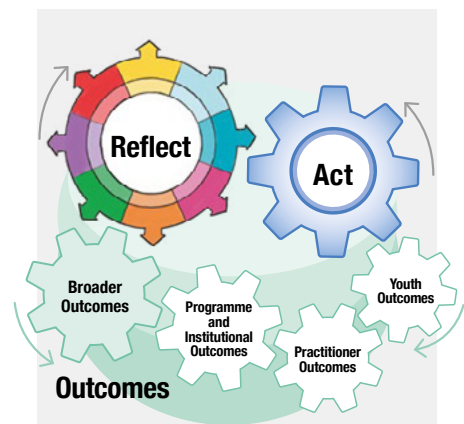 Reflect
Act
Broader
Outcomes
Programme
and
Institutional
Outcomes
Practitioner
Outcomes
Youth
Outcomes
Outcomes